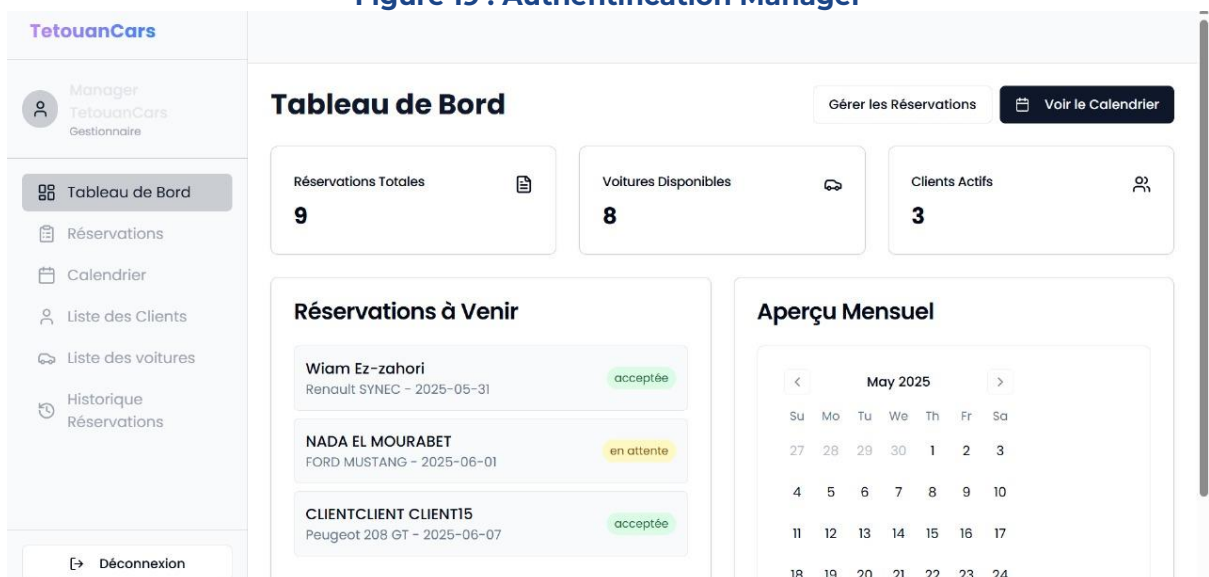 Figure 19 : Authentification Manager
TetouanCars
Manager
TetouanCars
Gestionnaire
Tableau de Bord
Réservations
Calendrier
Liste des Clients
Liste des voitures
Historique
Réservations
Déconnexion
Tableau de Bord
Gérer les Réservations
Voir le Calendrier
Réservations Totales
9
Voitures Disponibles
8
Clients Actifs
3
Réservations à Venir
Wiam Ez-zahori
Renault SYNEC - 2025-05-31
acceptée
NADA EL MOURABET
FORD MUSTANG - 2025-06-01
en attente
CLIENTCLIENT CLIENT15
Peugeot 208 GT - 2025-06-07
acceptée
Aperçu Mensuel
May 2025
Su Mo Tu We Th Fr Sa
27 28 29 30 1 2 3
4 5 6 7 8 9 10
11 12 13 14 15 16 17
18 19 20 21 22 23 24